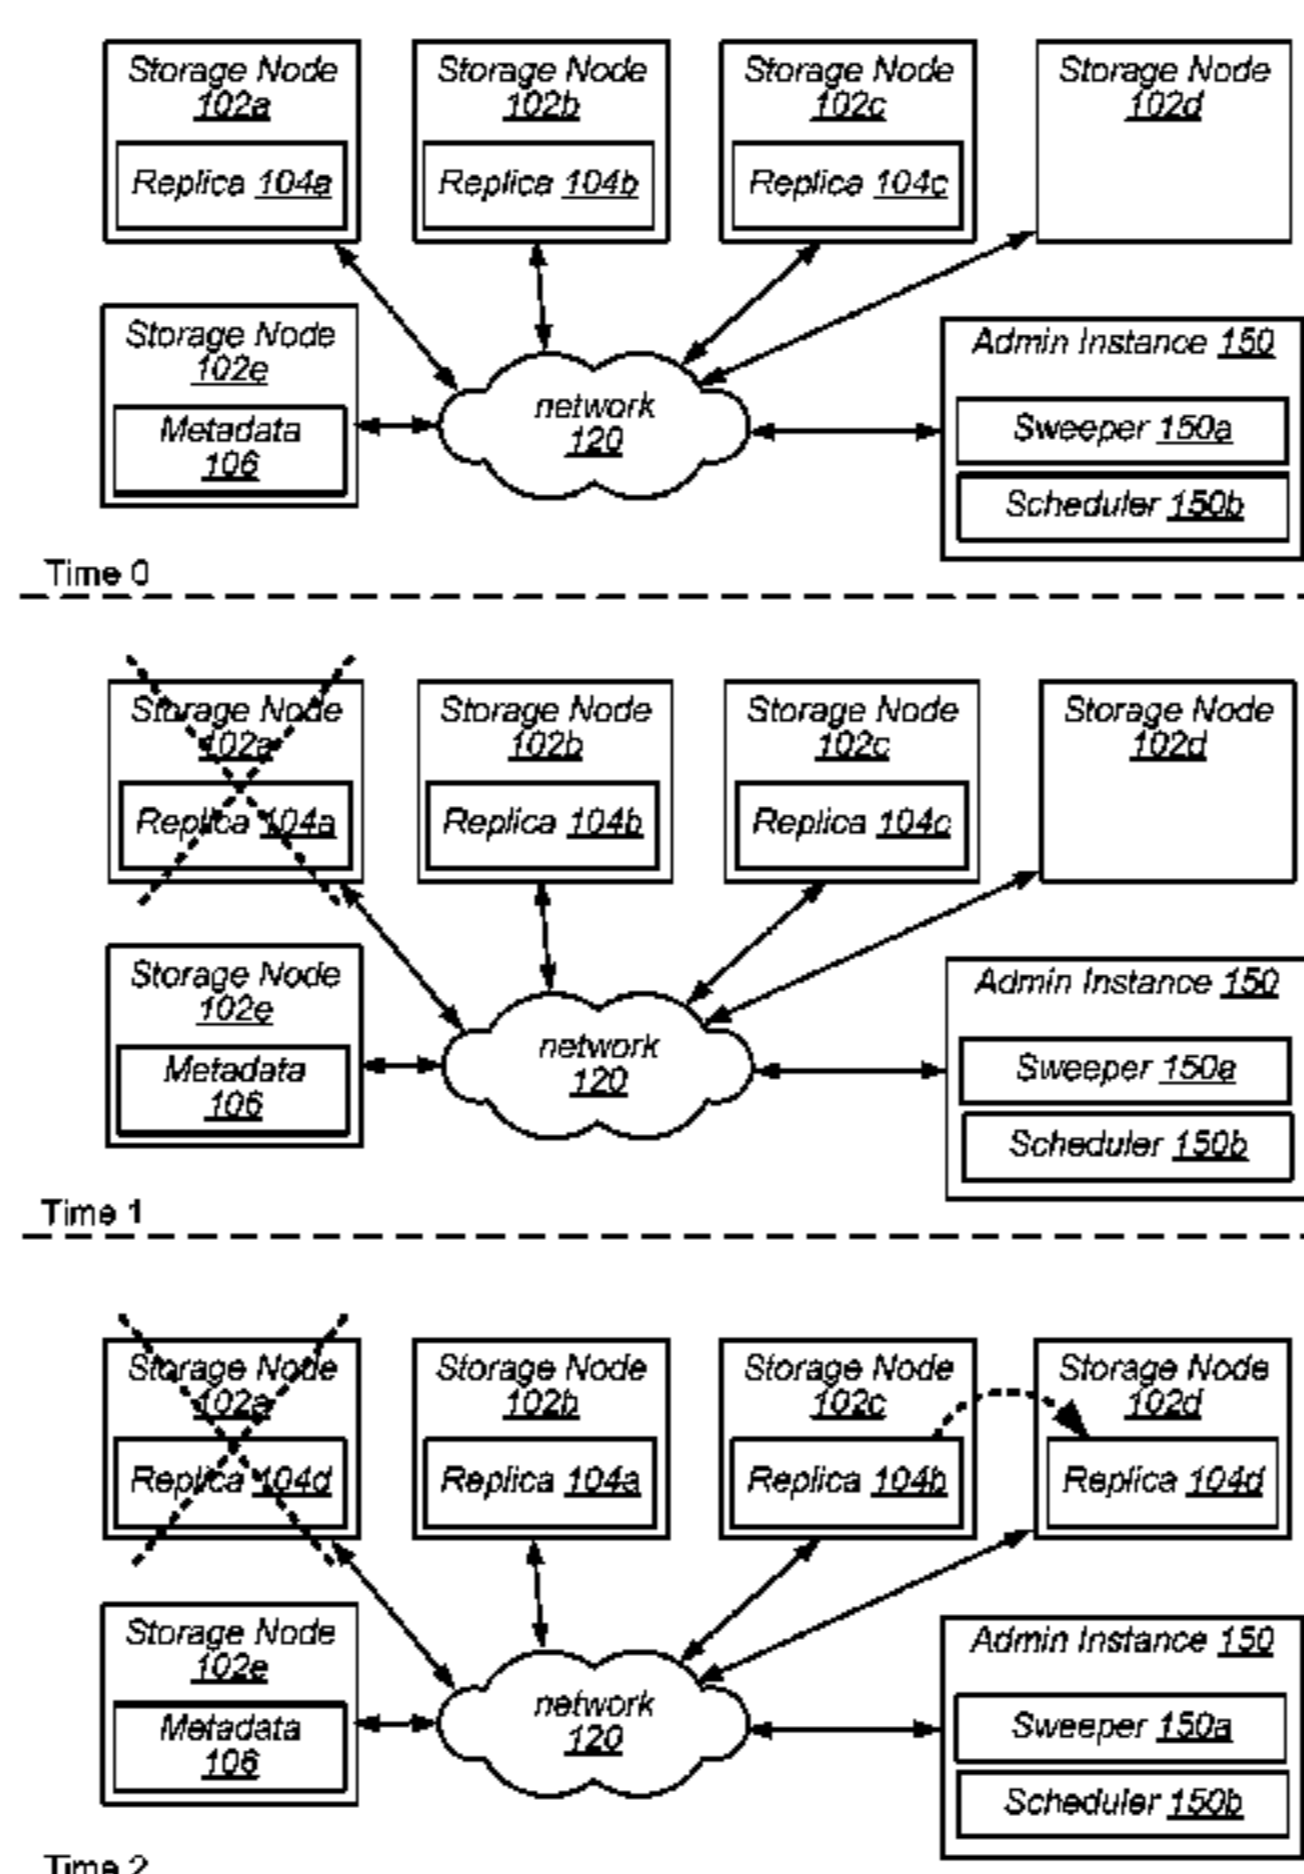 Storage Node
102a
Replica 104a
Storage Node
102b
Replica 104b
Storage Node
102c
Replica 104c
Storage Node
102d
Storage Node
102e
Metadata
106
network
120
Admin Instance 150
Sweeper 150a
Scheduler 150b
Time 0
Storage Node
102a
Replica 104a
Storage Node
102b
Replica 104b
Storage Node
102c
Replica 104c
Storage Node
102d
Storage Node
102e
Metadata
106
network
120
Admin Instance 150
Sweeper 150a
Scheduler 150b
Time 1
Storage Node
102a
Replica 104d
Storage Node
102b
Replica 104a
Storage Node
102c
Replica 104b
Storage Node
102d
Replica 104d
Storage Node
102e
Metadata
106
network
120
Admin Instance 150
Sweeper 150a
Scheduler 150b
Time 2